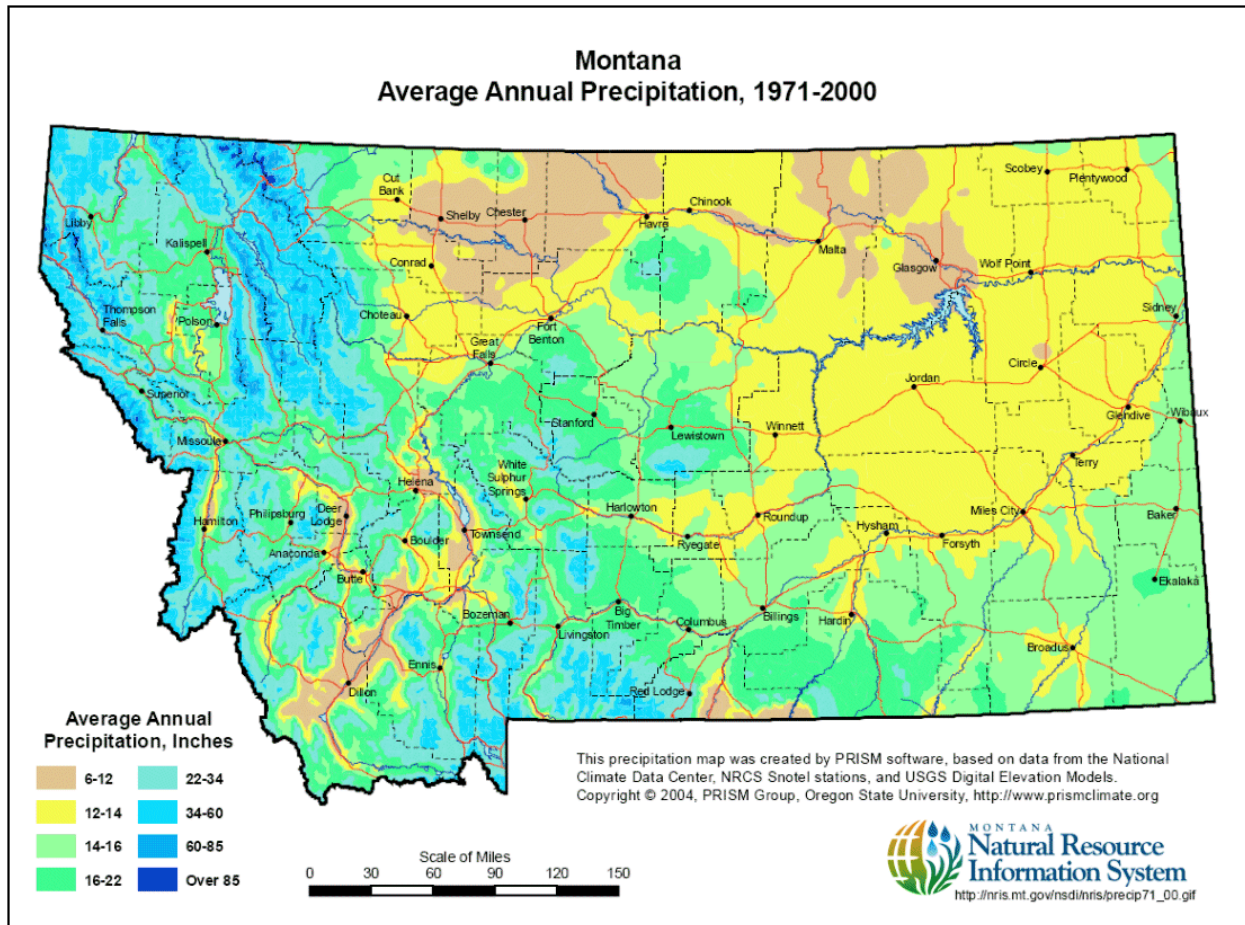 Montana
Average Annual Precipitation, 1971-2000
Scobey
Plentywood
Cut
Bank
Shelby
Chester
Chinook
Havre
Libby
Kalispell
Malta
Conrad
Glasgow
Wolf Point
Thompson
Falls
Polson
Choteau
Fort
Benton
Sidney
Great
Falls
Circle
Superior
Jordan
Stanford
Glendive
Wibaux
Missoula
Lewistown
Winnett
Terry
White
Sulphur
Springs
Helena
Hamilton
Philipsburg
Deer
Lodge
Harlowton
Roundup
Miles City
Baker
Townsend
Hysham
Anaconda
Boulder
Ryegate
Forsyth
Butte
Ekalaka
Bozeman
Big
Timber
Billings
Livingston
Columbus
Hardin
Ennis
Broadus
Dillon
Red Lodge
Average Annual
Precipitation, Inches
6-12
22-34
12-14
34-60
14-16
60-85
16-22
Over 85
Scale of Miles
0 30 60 90 120 150
This precipitation map was created by PRISM software, based on data from the National
Climate Data Center, NRCS Snotel stations, and USGS Digital Elevation Models.
Copyright © 2004, PRISM Group, Oregon State University, http://www.prismclimate.org
MONTANA
Natural Resource
Information System
http://nris.mt.gov/nsdi/nris/precip71_00.gif